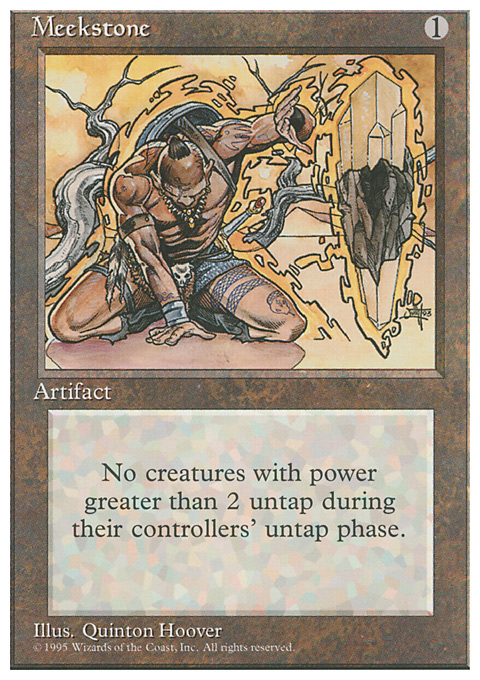 Meekstone 1
Artifact
No creatures with power
greater than 2 untap during
their controllers' untap phase.
Illus. Quinton Hoover
© 1995 Wizards of the Coast, Inc. All rights reserved.